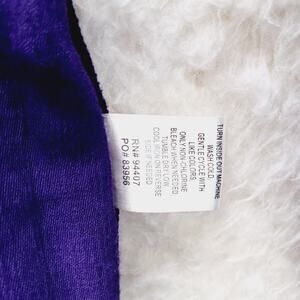 TURN INSIDE OUT MACHINE
WASH COLD,
GENTLE CYCLE WITH
LIKE COLORS
ONLY NON-CHLORINE
BLEACH WHEN NEEDED
TUMBLE DRY LOW
COOL IRON ON REVERSE
SIDE IF NEEDED
RN# 94407
PO# 83956